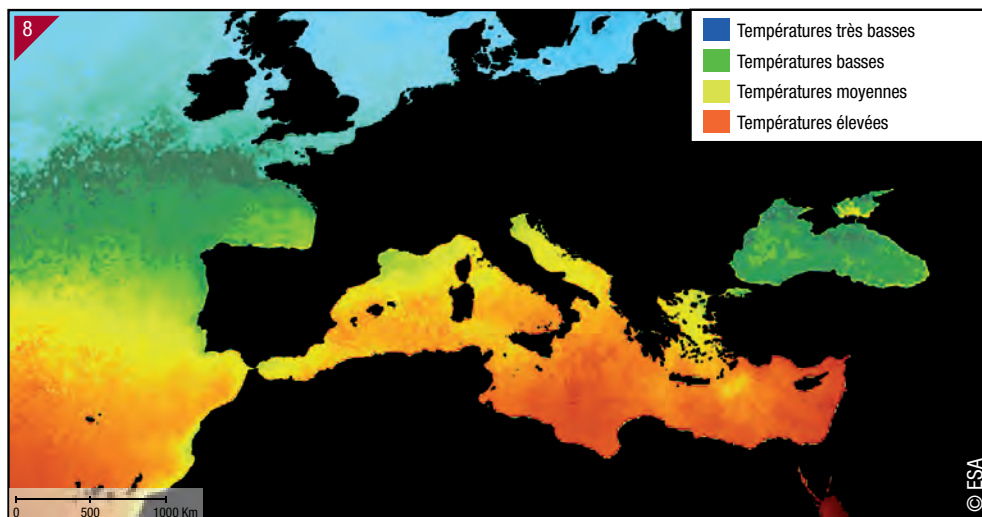 8
Températures très basses
Températures basses
Températures moyennes
Températures élevées
0 500 1000 Km
© ESA